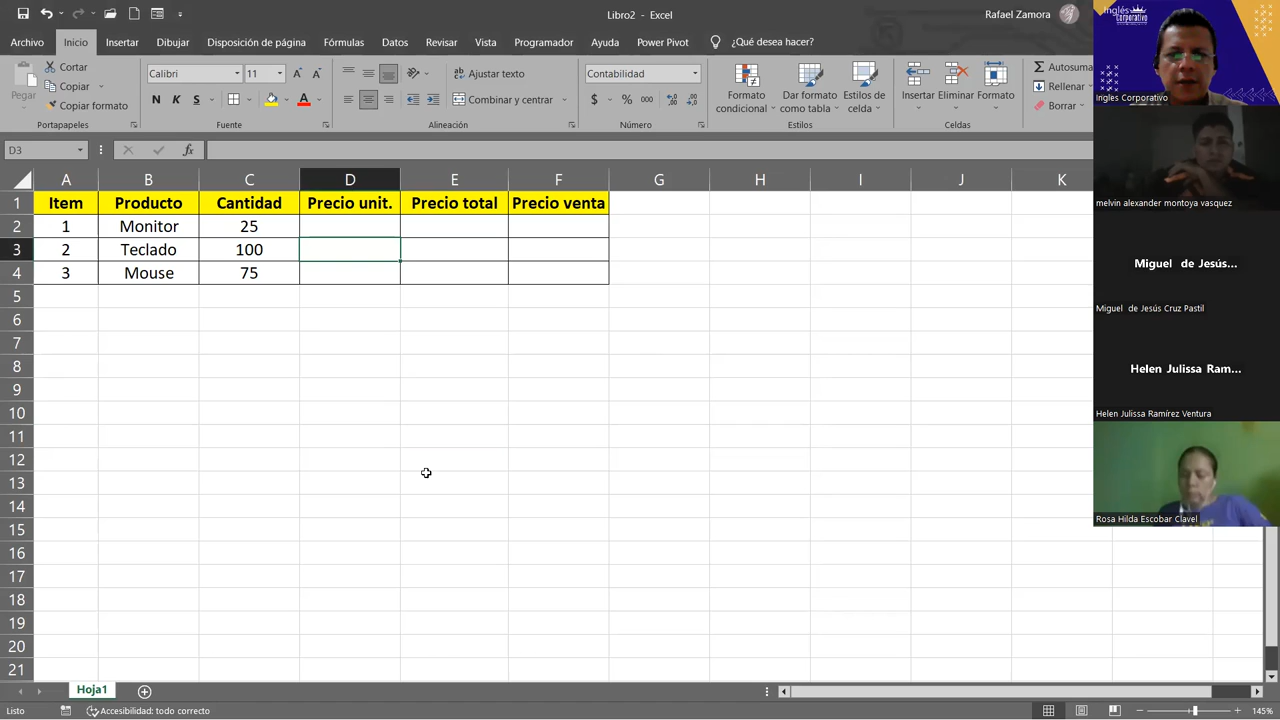 Libro2 - Excel
Rafael Zamora
Archivo Inicio Insertar Dibujar Disposición de página Fórmulas Datos Revisar Vista Programador Ayuda Power Pivot ¿Qué desea hacer?
Pegar
Cortar
Copiar
Copiar formato
Portapapeles
Calibri 11
N K S
Fuente
Ajustar texto
Combinar y centrar
Alineación
Contabilidad
$ % 000
Número
Formato condicional
Dar formato como tabla
Estilos de celda
Estilos
Insertar Eliminar Formato
Celdas
Autosuma
Rellenar
Borrar
D3
fx
A B C D E F G H I J K
1 Item Producto Cantidad Precio unit. Precio total Precio venta
2 1 Monitor 25
3 2 Teclado 100
4 3 Mouse 75
5
6
7
8
9
10
11
12
13
14
15
16
17
18
19
20
21
Hoja1
Listo
Accesibilidad: todo correcto
145%
Inglés
Corporativo
Ingles Corporativo
melvin alexander montoya vasquez
Miguel de Jesús...
Miguel de Jesús Cruz Pastil
Helen Julissa Ram...
Helen Julissa Ramírez Ventura
Rosa Hilda Escobar Clavel